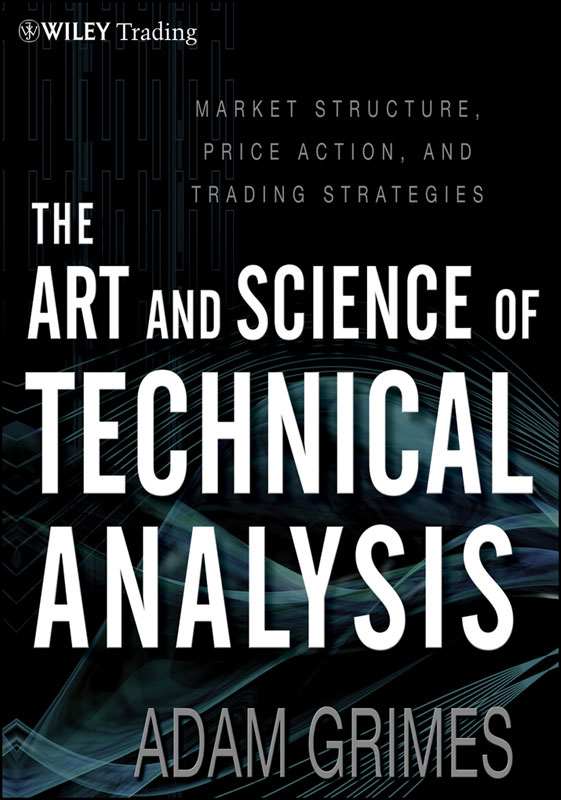 WILEY Trading
MARKET STRUCTURE,
PRICE ACTION, AND
TRADING STRATEGIES
THE
ART AND SCIENCE OF
TECHNICAL
ANALYSIS
ADAM GRIMES